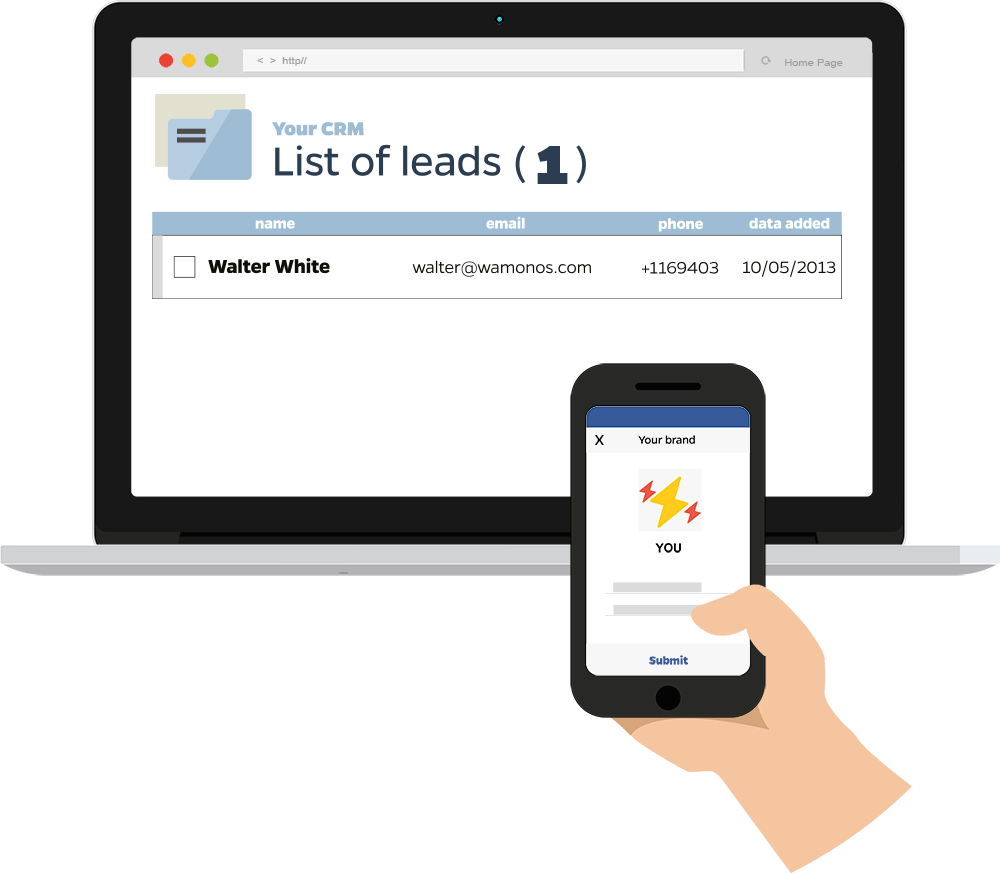 < > http//
Home Page
Your CRM
List of leads (1)
name email phone data added
Walter White walter@wamonos.com +1169403 10/05/2013
X Your brand
YOU
Submit